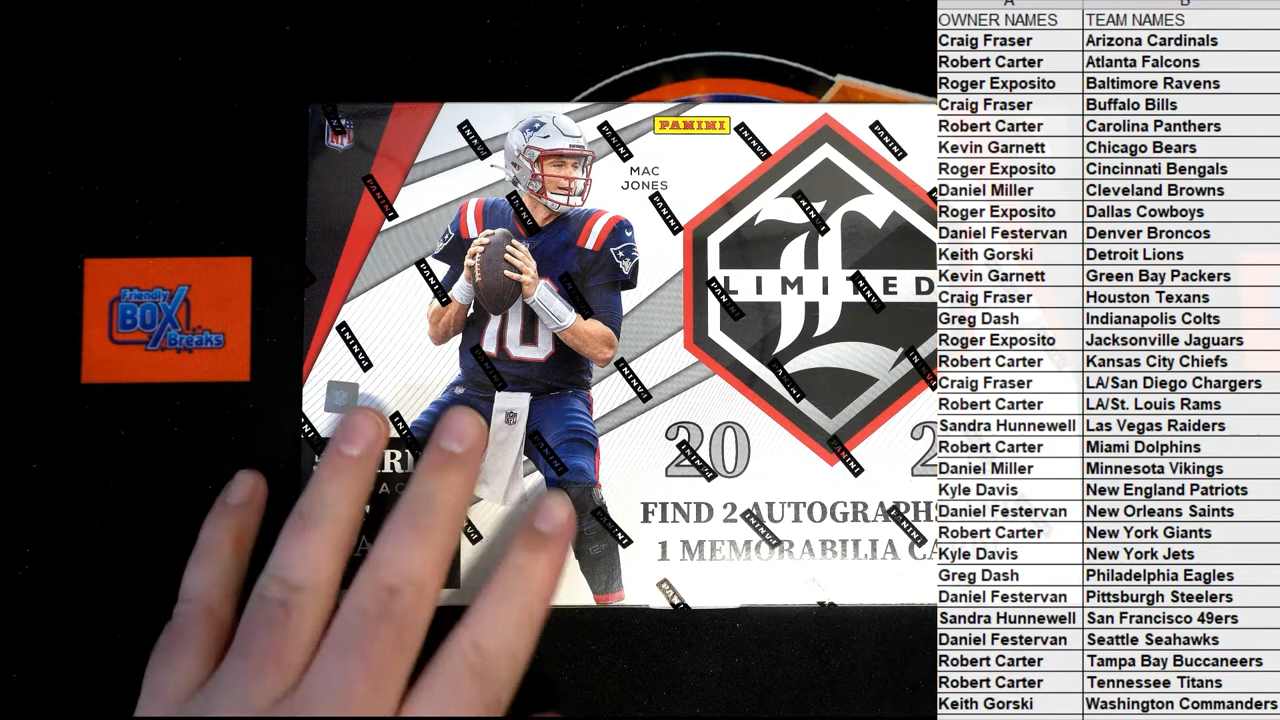 A B
OWNER NAMES TEAM NAMES
Craig Fraser Arizona Cardinals
Robert Carter Atlanta Falcons
Roger Exposito Baltimore Ravens
Craig Fraser Buffalo Bills
Robert Carter Carolina Panthers
Kevin Garnett Chicago Bears
Roger Exposito Cincinnati Bengals
Daniel Miller Cleveland Browns
Roger Exposito Dallas Cowboys
Daniel Festervan Denver Broncos
Keith Gorski Detroit Lions
Kevin Garnett Green Bay Packers
Craig Fraser Houston Texans
Greg Dash Indianapolis Colts
Roger Exposito Jacksonville Jaguars
Robert Carter Kansas City Chiefs
Craig Fraser LA/San Diego Chargers
Robert Carter LA/St. Louis Rams
Sandra Hunnewell Las Vegas Raiders
Robert Carter Miami Dolphins
Daniel Miller Minnesota Vikings
Kyle Davis New England Patriots
Daniel Festervan New Orleans Saints
Robert Carter New York Giants
Kyle Davis New York Jets
Greg Dash Philadelphia Eagles
Daniel Festervan Pittsburgh Steelers
Sandra Hunnewell San Francisco 49ers
Daniel Festervan Seattle Seahawks
Robert Carter Tampa Bay Buccaneers
Robert Carter Tennessee Titans
Keith Gorski Washington Commanders
Friendly
BOX
Breaks
NFL
PANINI
MAC
JONES
LIMITED
10
20 2
FIND 2 AUTOGRAPHS
1 MEMORABILIA CA